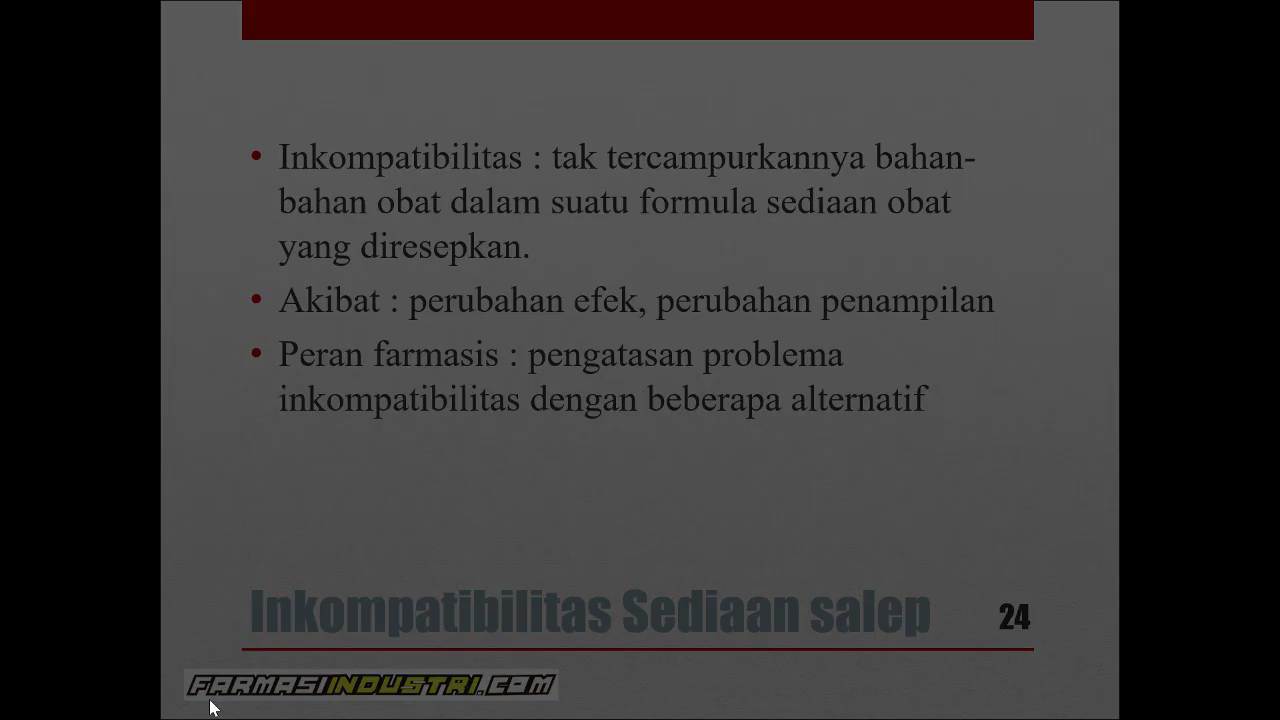 • Inkompatibilitas : tak tercampurkannya bahan-
bahan obat dalam suatu formula sediaan obat
yang diresepkan.
• Akibat : perubahan efek, perubahan penampilan
• Peran farmasis : pengatasan problema
inkompatibilitas dengan beberapa alternatif
Inkompatibilitas Sediaan salep
24
FARMASIINDUSTRI.COM